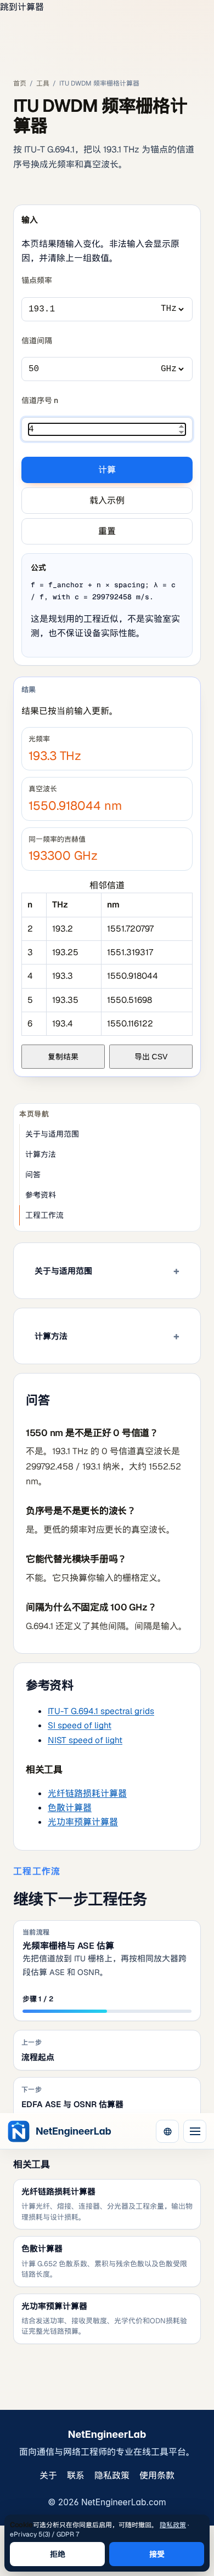 跳到计算器
首页 / 工具 / ITU DWDM 频率栅格计算器
ITU DWDM 频率栅格计
算器
按 ITU-T G.694.1，把以 193.1 THz 为锚点的信道
序号换成光频率和真空波长。
输入
本页结果随输入变化。非法输入会显示原
因，并清除上一组数值。
锚点频率
193.1 THz
信道间隔
50 GHz
信道序号 n
4
计算
载入示例
重置
公式
f = f_anchor + n × spacing; λ = c
/ f, with c = 299792458 m/s.
这是规划用的工程近似，不是实验室实
测，也不保证设备实际性能。
结果
结果已按当前输入更新。
光频率
193.3 THz
真空波长
1550.918044 nm
同一频率的吉赫值
193300 GHz
相邻信道
n THz nm
2 193.2 1551.720797
3 193.25 1551.319317
4 193.3 1550.918044
5 193.35 1550.51698
6 193.4 1550.116122
复制结果 导出 CSV
本页导航
关于与适用范围
计算方法
问答
参考资料
工程工作流
关于与适用范围 +
计算方法 +
问答
1550 nm 是不是正好 0 号信道？
不是。193.1 THz 的 0 号信道真空波长是
299792.458 / 193.1 纳米，大约 1552.52
nm。
负序号是不是更长的波长？
是。更低的频率对应更长的真空波长。
它能代替光模块手册吗？
不能。它只换算你输入的栅格定义。
间隔为什么不固定成 100 GHz？
G.694.1 还定义了其他间隔。间隔是输入。
参考资料
ITU-T G.694.1 spectral grids
SI speed of light
NIST speed of light
相关工具
光纤链路损耗计算器
色散计算器
光功率预算计算器
工程工作流
继续下一步工程任务
当前流程
光频率栅格与 ASE 估算
先把信道放到 ITU 栅格上，再按相同放大器跨
段估算 ASE 和 OSNR。
步骤 1 / 2
上一步
流程起点
下一步
EDFA ASE 与 OSNR 估算器
NetEngineerLab
相关工具
光纤链路损耗计算器
计算光纤、熔接、连接器、分光器及工程余量，输出物
理损耗与设计损耗。
色散计算器
计算 G.652 色散系数、累积与残余色散以及色散受限
链路长度。
光功率预算计算器
结合发送功率、接收灵敏度、光学代价和ODN损耗验
证完整光链路预算。
NetEngineerLab
面向通信与网络工程师的专业在线工具平台。
关于 联系 隐私政策 使用条款
© 2026 NetEngineerLab.com
可选分析只在你同意后启用，可随时撤回。 隐私政策 ·
ePrivacy 5(3) / GDPR 7
拒绝 接受